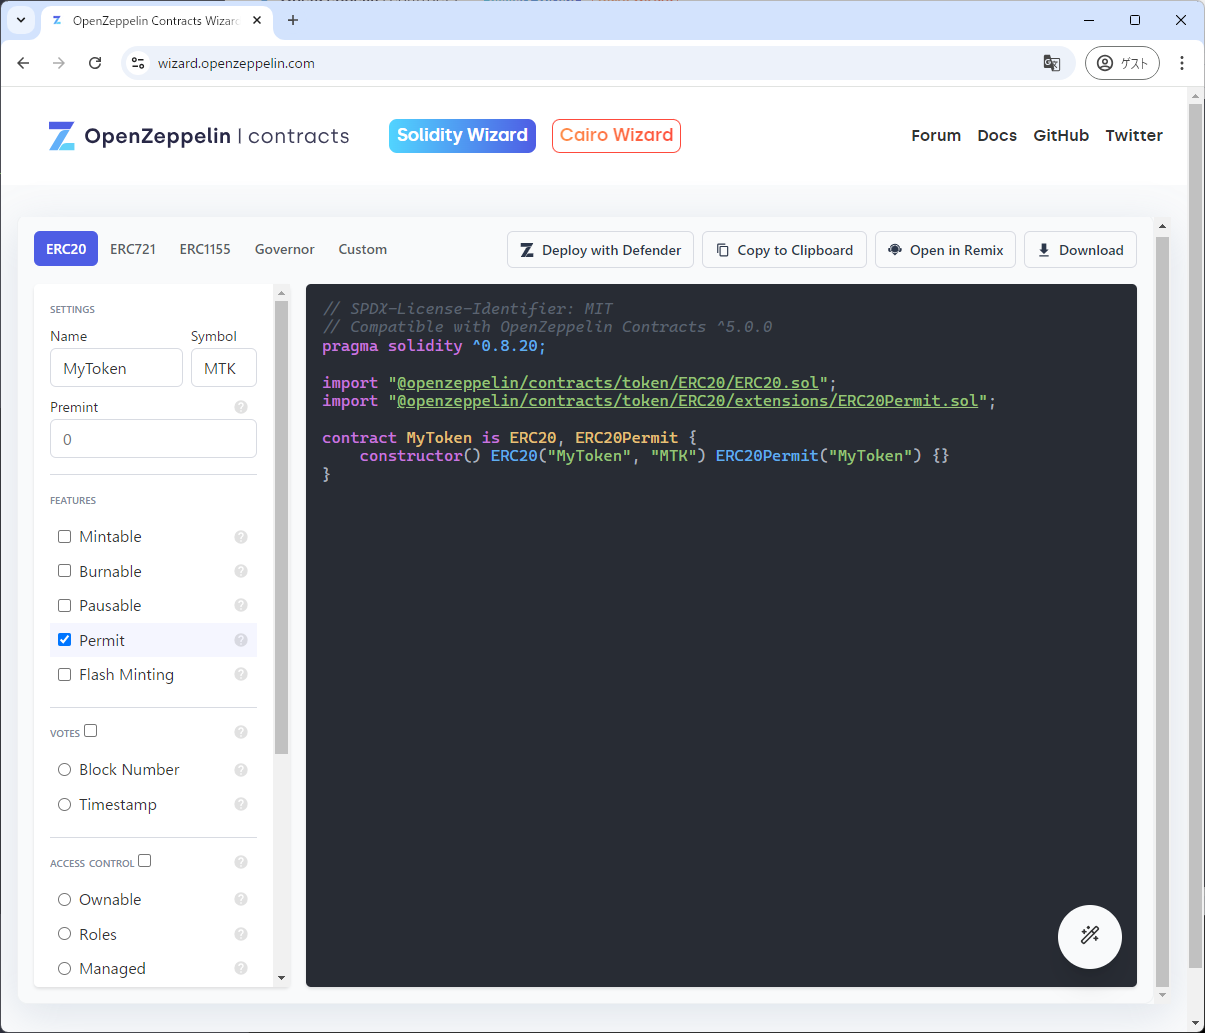 OpenZeppelin Contracts Wizard
wizard.openzeppelin.com
ゲスト
OpenZeppelin | contracts
Solidity Wizard
Cairo Wizard
Forum
Docs
GitHub
Twitter
ERC20
ERC721
ERC1155
Governor
Custom
Deploy with Defender
Copy to Clipboard
Open in Remix
Download
SETTINGS
Name
Symbol
MyToken
MTK
Premint
0
FEATURES
Mintable
Burnable
Pausable
Permit
Flash Minting
VOTES
Block Number
Timestamp
ACCESS CONTROL
Ownable
Roles
Managed
// SPDX-License-Identifier: MIT
// Compatible with OpenZeppelin Contracts ^5.0.0
pragma solidity ^0.8.20;
import "@openzeppelin/contracts/token/ERC20/ERC20.sol";
import "@openzeppelin/contracts/token/ERC20/extensions/ERC20Permit.sol";
contract MyToken is ERC20, ERC20Permit {
constructor() ERC20("MyToken", "MTK") ERC20Permit("MyToken") {}
}